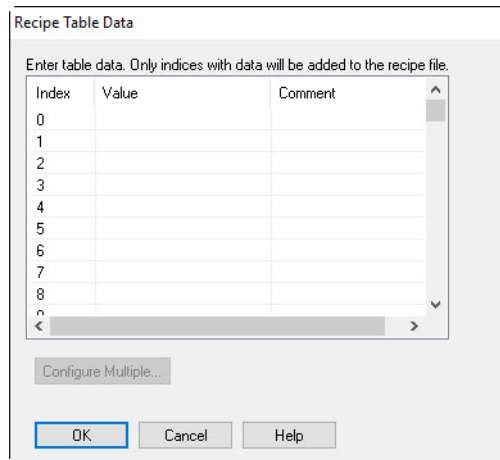 Recipe Table Data
Enter table data. Only indices with data will be added to the recipe file.
Index Value Comment
0
1
2
3
4
5
6
7
8
Configure Multiple...
OK Cancel Help